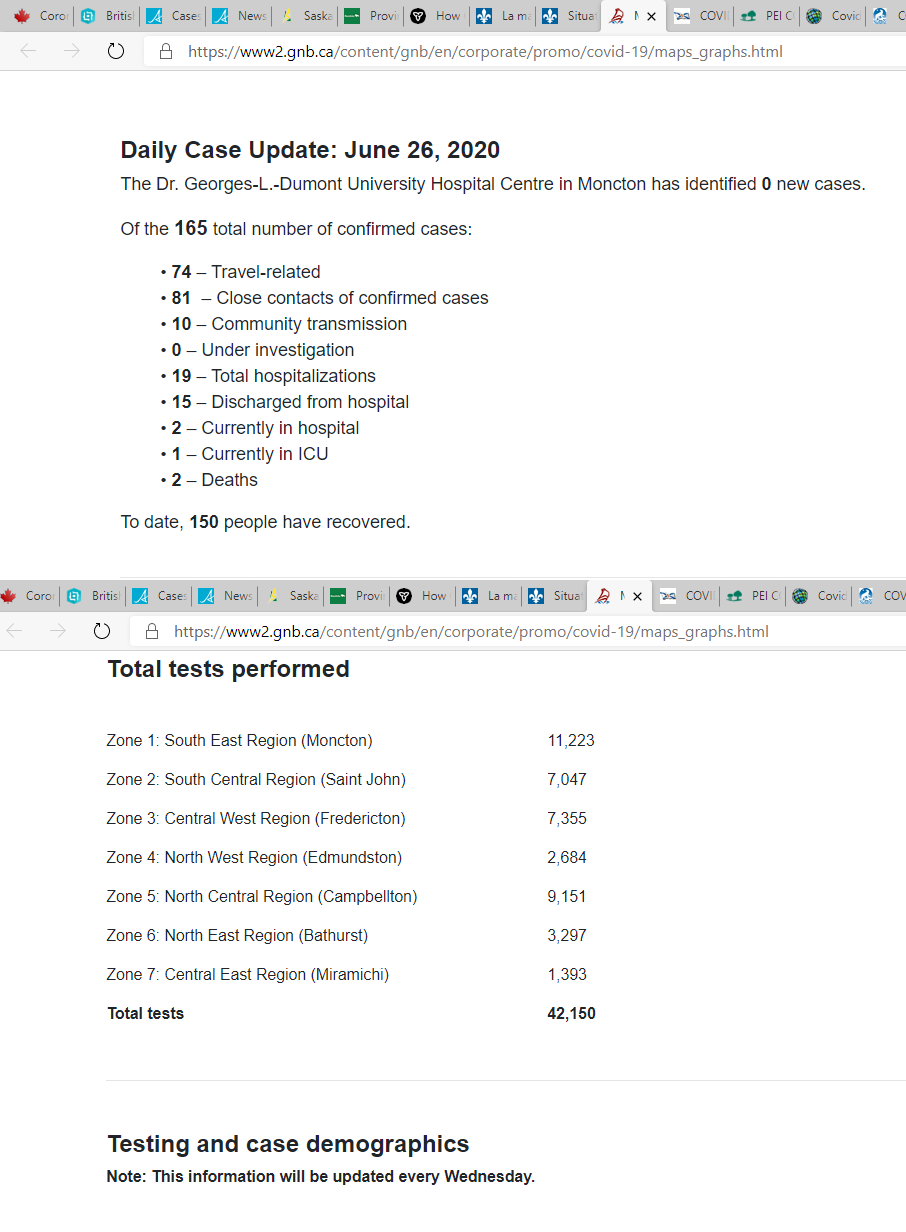 Coro Britis Case: News Saska Provi How La ma Situat COVI PEI C Covid C
https://www2.gnb.ca/content/gnb/en/corporate/promo/covid-19/maps_graphs.html
Daily Case Update: June 26, 2020
The Dr. Georges-L.-Dumont University Hospital Centre in Moncton has identified 0 new cases.
Of the 165 total number of confirmed cases:
• 74 – Travel-related
• 81 – Close contacts of confirmed cases
• 10 – Community transmission
• 0 – Under investigation
• 19 – Total hospitalizations
• 15 – Discharged from hospital
• 2 – Currently in hospital
• 1 – Currently in ICU
• 2 – Deaths
To date, 150 people have recovered.
Coro Britis Case: News Saska Provi How La ma Situat COVI PEI C Covid COV
https://www2.gnb.ca/content/gnb/en/corporate/promo/covid-19/maps_graphs.html
Total tests performed
Zone 1: South East Region (Moncton) 11,223
Zone 2: South Central Region (Saint John) 7,047
Zone 3: Central West Region (Fredericton) 7,355
Zone 4: North West Region (Edmundston) 2,684
Zone 5: North Central Region (Campbellton) 9,151
Zone 6: North East Region (Bathurst) 3,297
Zone 7: Central East Region (Miramichi) 1,393
Total tests 42,150
Testing and case demographics
Note: This information will be updated every Wednesday.